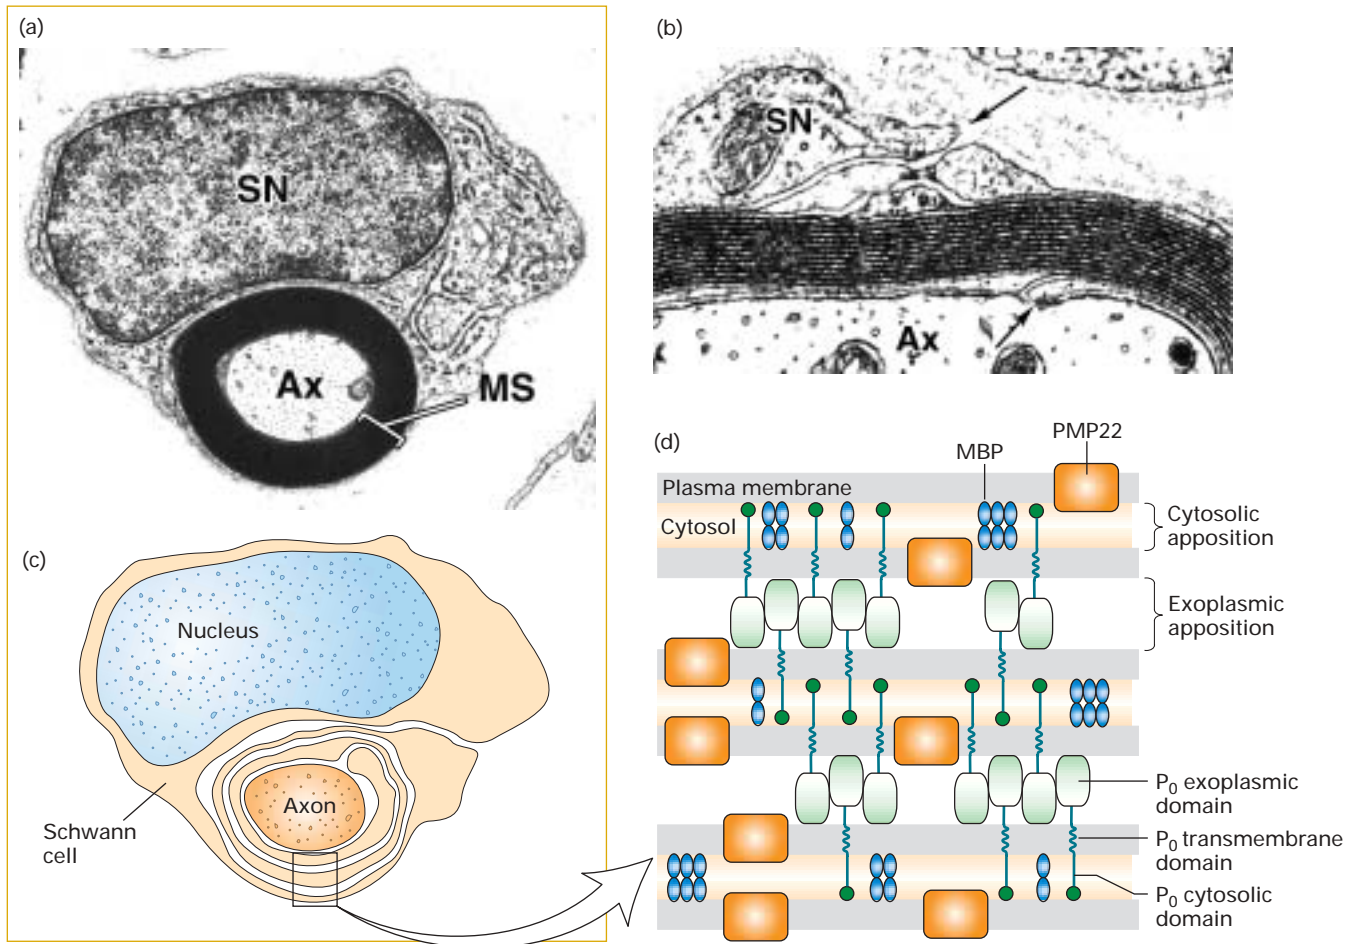 (a)
SN
Ax
MS
(b)
SN
Ax
(c)
Nucleus
Axon
Schwann
cell
(d)
MBP
PMP22
Plasma membrane
Cytosol
Cytosolic
apposition
Exoplasmic
apposition
P0 exoplasmic
domain
P0 transmembrane
domain
P0 cytosolic
domain